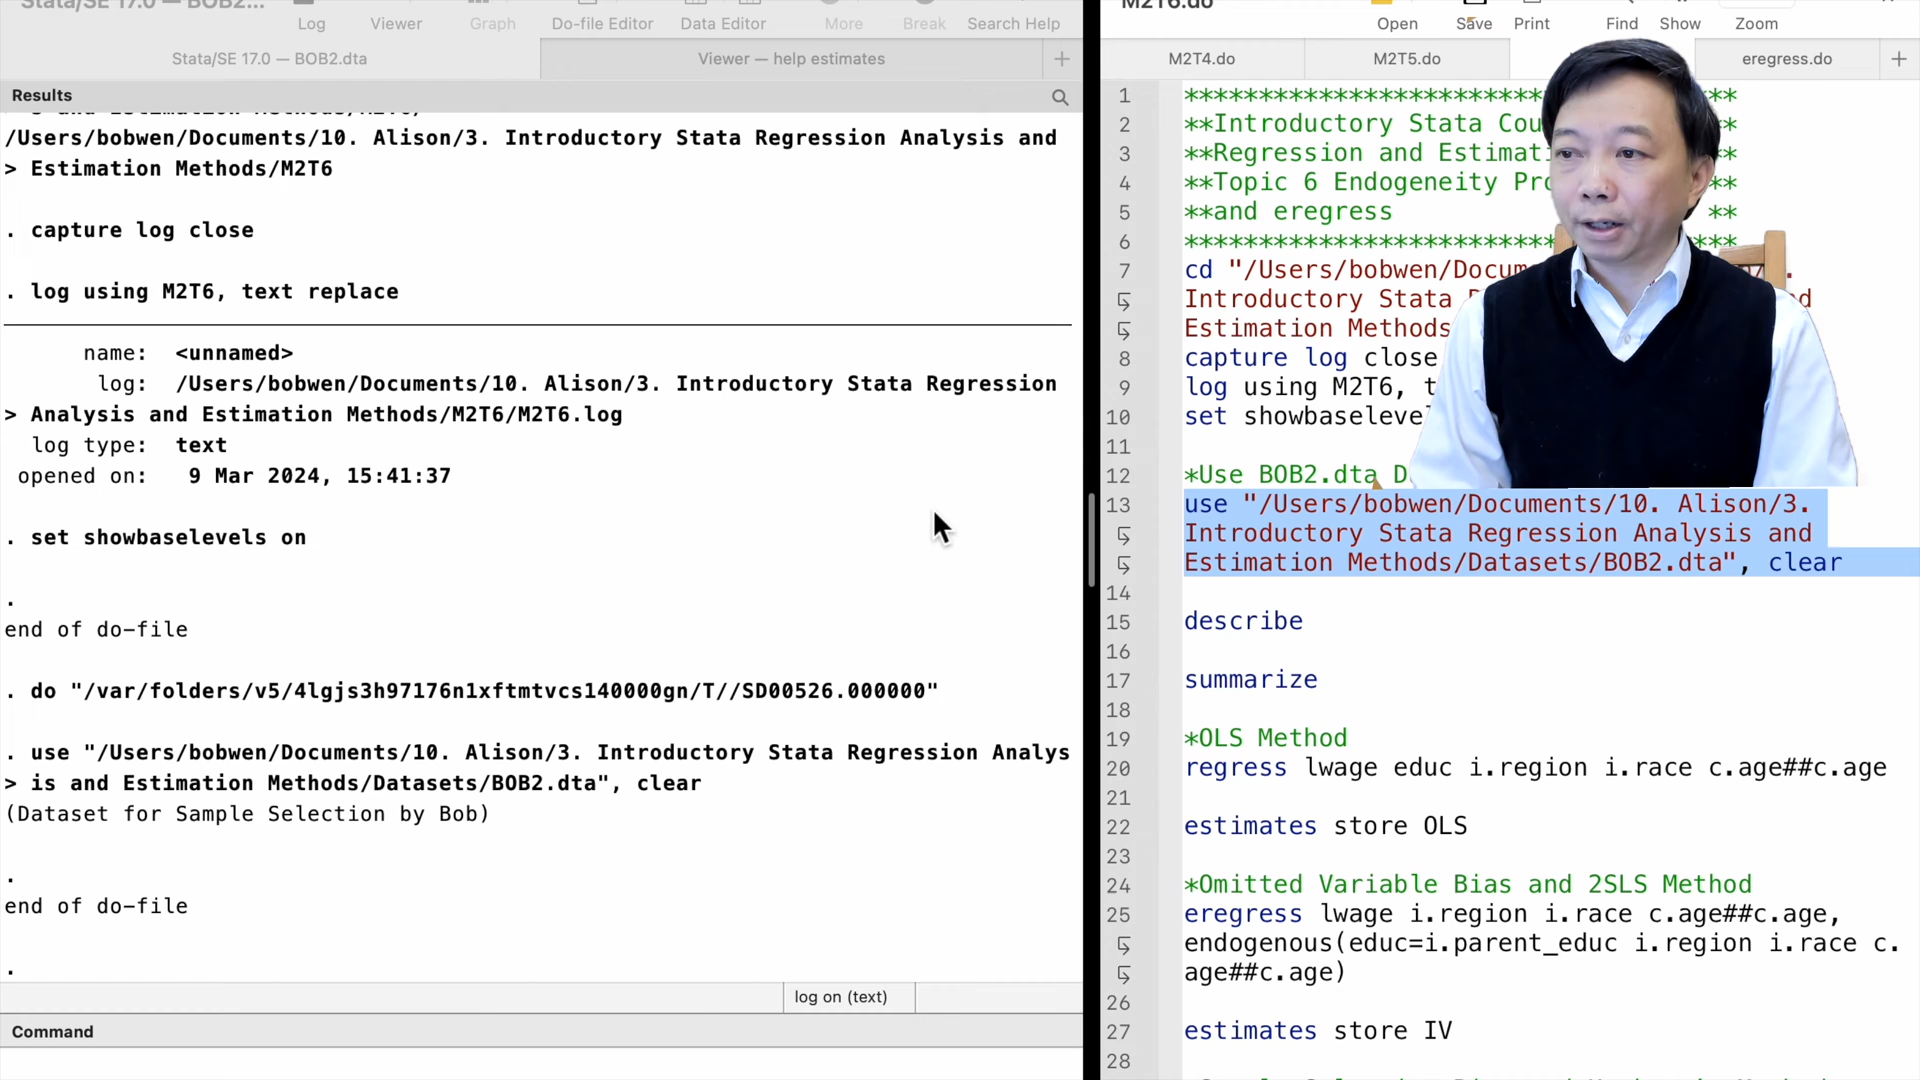 Stata/SE 17.0 — BOB2...
Log Viewer Graph Do-file Editor Data Editor More Break Search Help
Stata/SE 17.0 — BOB2.dta
Viewer — help estimates
Results
/Users/bobwen/Documents/10. Alison/3. Introductory Stata Regression Analysis and
> Estimation Methods/M2T6
. capture log close
. log using M2T6, text replace
name: <unnamed>
log: /Users/bobwen/Documents/10. Alison/3. Introductory Stata Regression
> Analysis and Estimation Methods/M2T6/M2T6.log
log type: text
opened on: 9 Mar 2024, 15:41:37
. set showbaselevels on
.
end of do-file
. do "/var/folders/v5/4lgjs3h97176n1xftmtvcs140000gn/T//SD00526.000000"
. use "/Users/bobwen/Documents/10. Alison/3. Introductory Stata Regression Analys
> is and Estimation Methods/Datasets/BOB2.dta", clear
(Dataset for Sample Selection by Bob)
.
end of do-file
.
log on (text)
Command
M2T6.do
Open Save Print Find Show Zoom
M2T4.do M2T5.do eregress.do
1 **************************
2 **Introductory Stata **
3 **Regression and **
4 **Topic 6 Endogeneity **
5 **and eregress **
6 **************************
7 cd
Introductory Stata
Estimation Methods
8 capture log close
9 log using M2T6,
10 set
11
12 *Use BOB2.dta
13 use "/Users/bobwen/Documents/10. Alison/3.
Introductory Stata Regression Analysis and
Estimation Methods/Datasets/BOB2.dta", clear
14
15 describe
16
17 summarize
18
19 *OLS Method
20 regress lwage educ i.region i.race c.age##c.age
21
22 estimates store OLS
23
24 *Omitted Variable Bias and 2SLS Method
25 eregress lwage i.region i.race c.age##c.age,
endogenous(educ=i.parent_educ i.region i.race c.
age##c.age)
26
27 estimates store IV
28